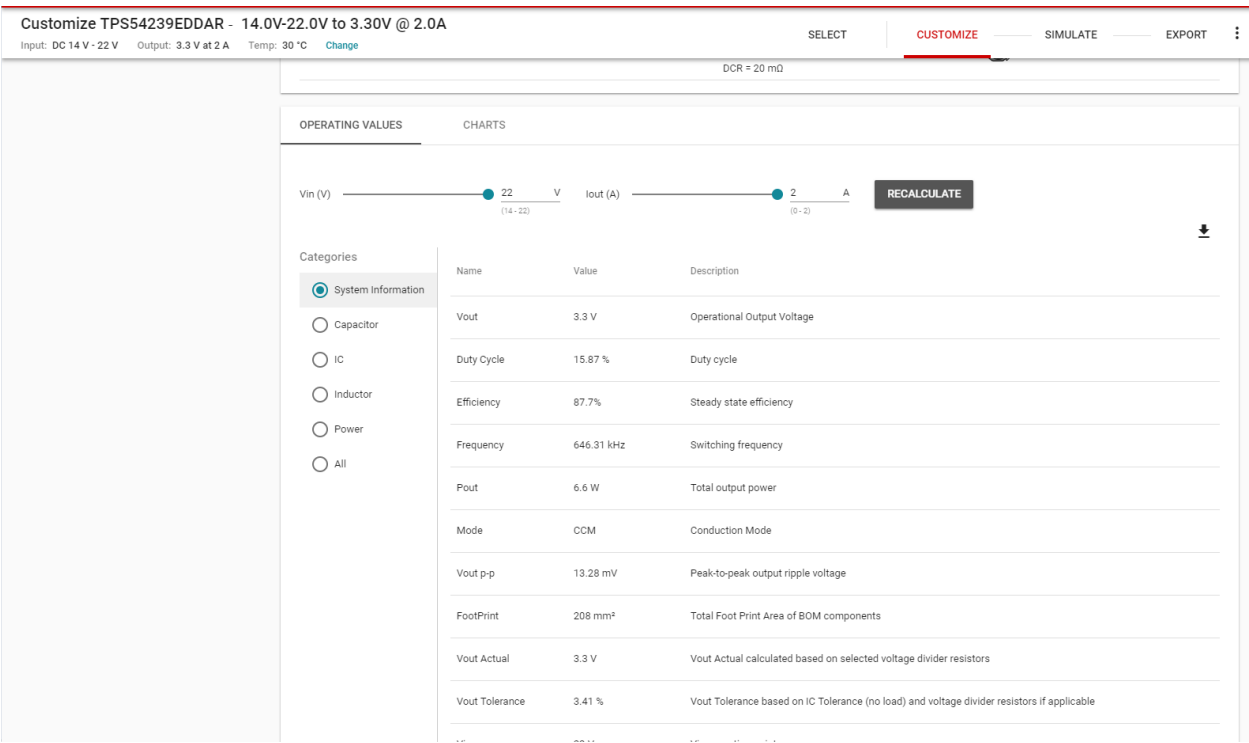 Customize TPS54239EDDAR - 14.0V-22.0V to 3.30V @ 2.0A
Input: DC 14 V - 22 V Output: 3.3 V at 2 A Temp: 30 °C Change
SELECT CUSTOMIZE SIMULATE EXPORT
DCR = 20 mΩ
OPERATING VALUES CHARTS
Vin (V) 22 V Iout (A) 2 A RECALCULATE
(14 - 22) (0 - 2)
Categories
Name Value Description
System Information
Vout 3.3 V Operational Output Voltage
Capacitor
IC
Duty Cycle 15.87 % Duty cycle
Inductor
Efficiency 87.7% Steady state efficiency
Power
Frequency 646.31 kHz Switching frequency
All
Pout 6.6 W Total output power
Mode CCM Conduction Mode
Vout p-p 13.28 mV Peak-to-peak output ripple voltage
FootPrint 208 mm² Total Foot Print Area of BOM components
Vout Actual 3.3 V Vout Actual calculated based on selected voltage divider resistors
Vout Tolerance 3.41 % Vout Tolerance based on IC Tolerance (no load) and voltage divider resistors if applicable